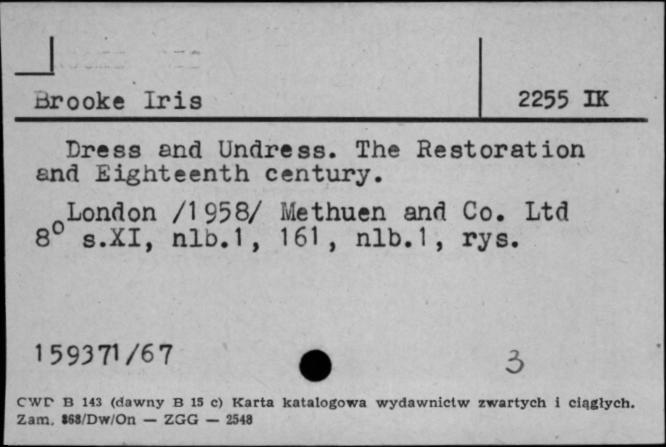 Brooke Iris
2255 IK
Dress and Undress. The Restoration
and Eighteenth century.
London /1958/ Methuen and Co. Ltd
8° s.XI, nlb.1, 161, nlb.1, rys.
159371/67
3
CWD B 143 (dawny B 15 c) Karta katalogowa wydawnictw zwartych i ciągłych.
Zam. 868/Dw/On — ZGG — 2548